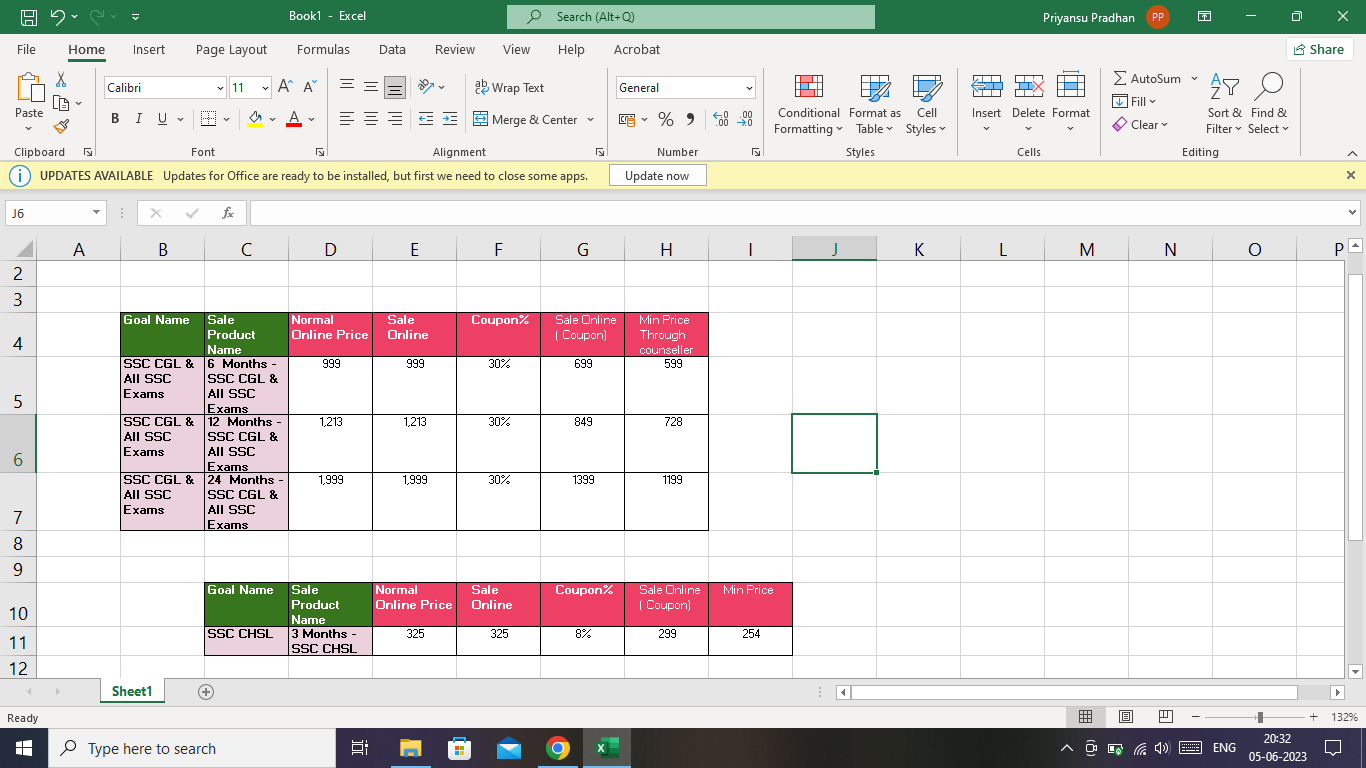 Book1 - Excel
Search (Alt+Q)
Priyansu Pradhan
PP
File Home Insert Page Layout Formulas Data Review View Help Acrobat
Share
Paste
Calibri 11
B I U
A A
Wrap Text
Merge & Center
General
% 9
Conditional Formatting
Format as Table
Cell Styles
Insert
Delete
Format
AutoSum
Fill
Clear
Sort & Filter
Find & Select
Clipboard Font Alignment Number Styles Cells Editing
UPDATES AVAILABLE Updates for Office are ready to be installed, but first we need to close some apps. Update now
J6
fx
A B C D E F G H I J K L M N O P
2
3
4
Goal Name
Sale
Product
Name
Normal
Online Price
Sale
Online
Coupon%
Sale Online
( Coupon)
Min Price
Through
counseller
5
SSC CGL &
All SSC
Exams
6 Months -
SSC CGL &
All SSC
Exams
999 999 30% 699 599
6
SSC CGL &
All SSC
Exams
12 Months -
SSC CGL &
All SSC
Exams
1,213 1,213 30% 849 728
7
SSC CGL &
All SSC
Exams
24 Months -
SSC CGL &
All SSC
Exams
1,999 1,999 30% 1399 1199
8
9
10
Goal Name
Sale
Product
Name
Normal
Online Price
Sale
Online
Coupon%
Sale Online
( Coupon)
Min Price
11
SSC CHSL
3 Months -
SSC CHSL
325 325 8% 299 254
12
Sheet1
Ready
132%
Type here to search
ENG
20:32
05-06-2023